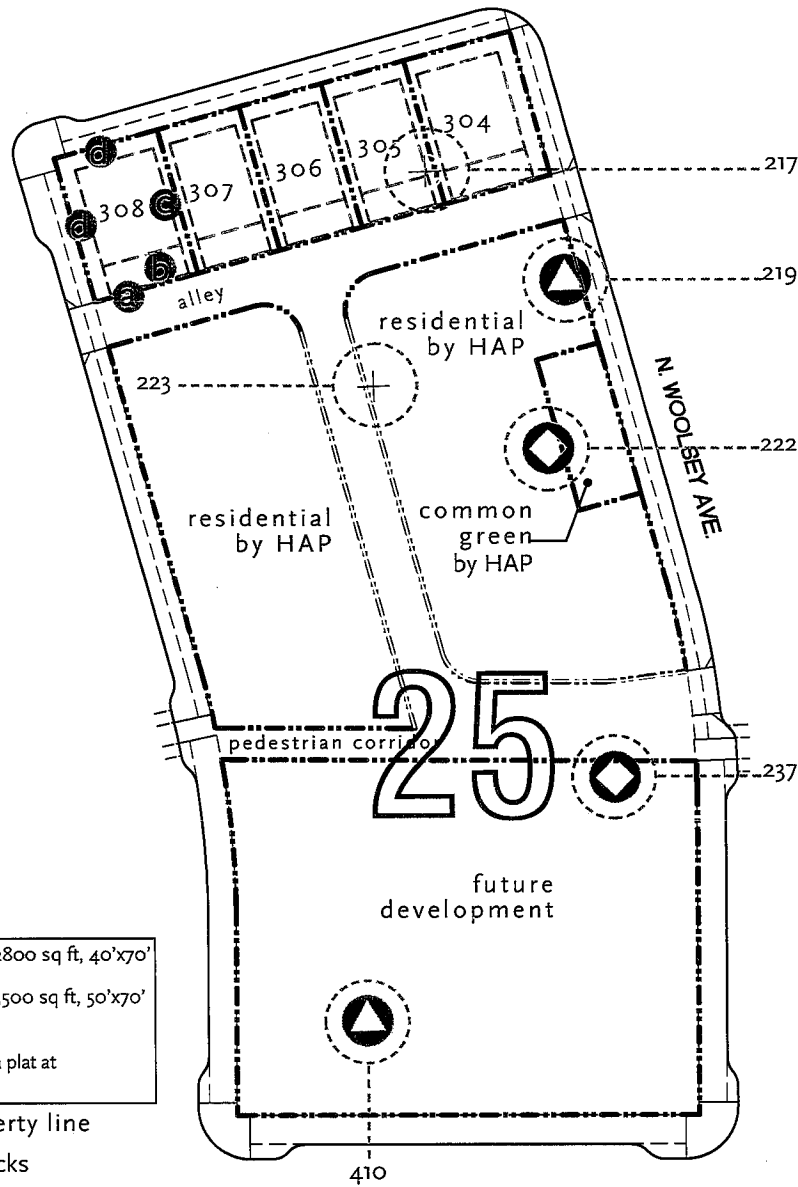 304
305
306
307
308
d
a
c
b
a
217
alley
219
residential
by HAP
223
N. WOOLSEY AVE.
222
residential
by HAP
common
green
by HAP
25
pedestrian corridor
237
future
development
800 sq ft, 40'x70'
500 sq ft, 50'x70'
plat at
erty line
cks
410